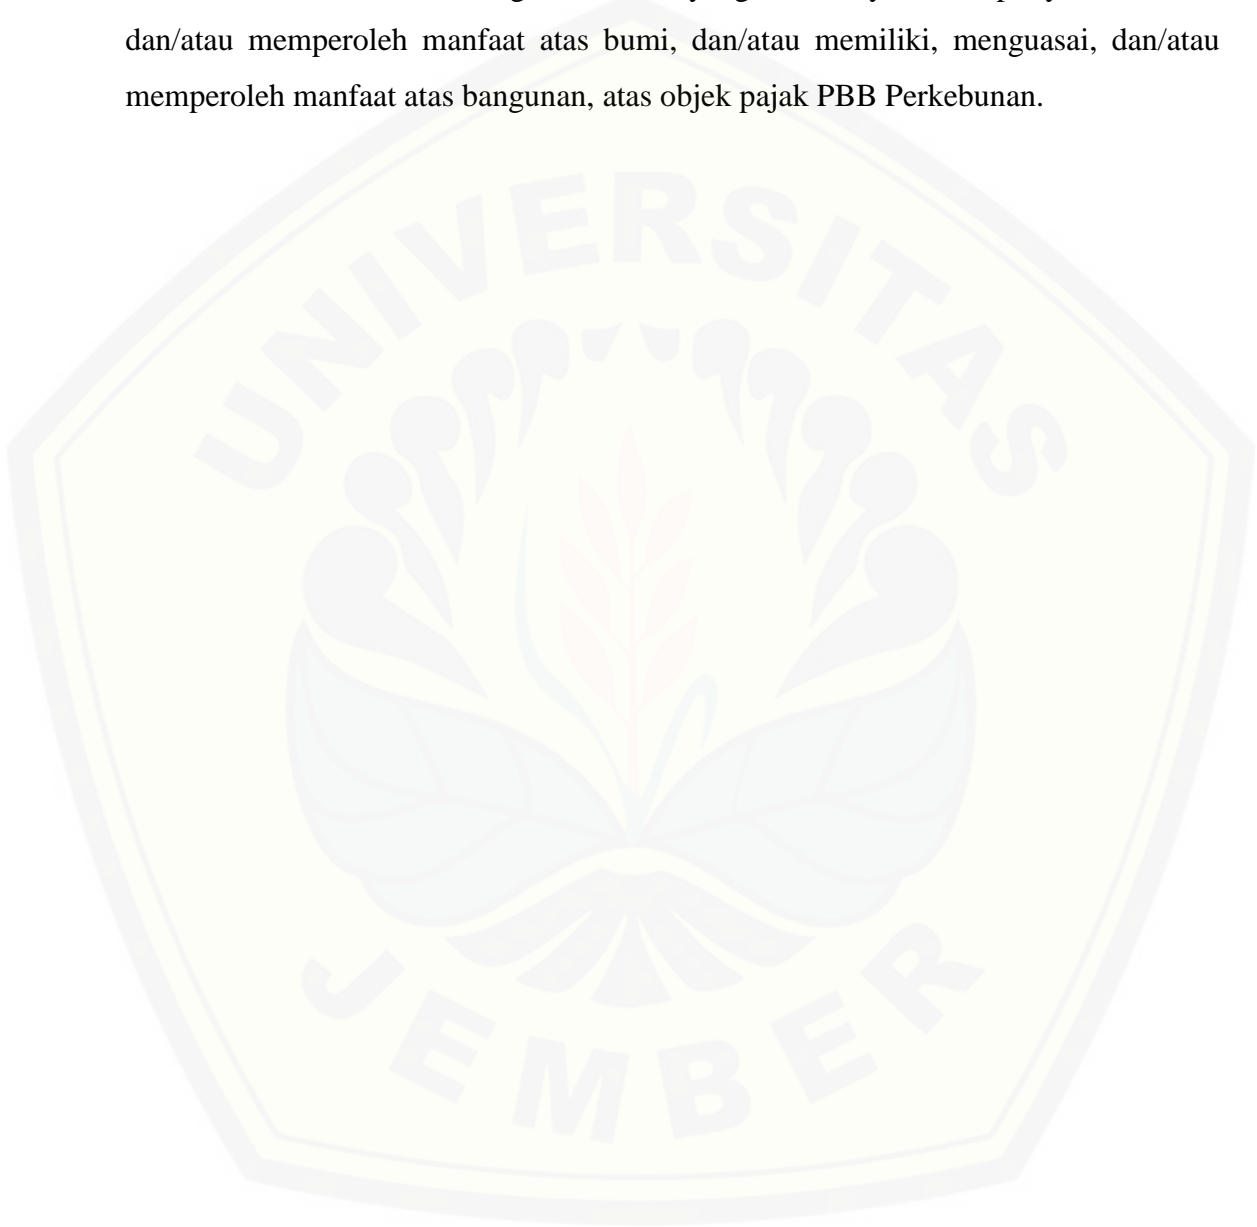 dan/atau memperoleh manfaat atas bumi, dan/atau memiliki, menguasai, dan/atau
memperoleh manfaat atas bangunan, atas objek pajak PBB Perkebunan.
UNIVERSITAS
JEMBER